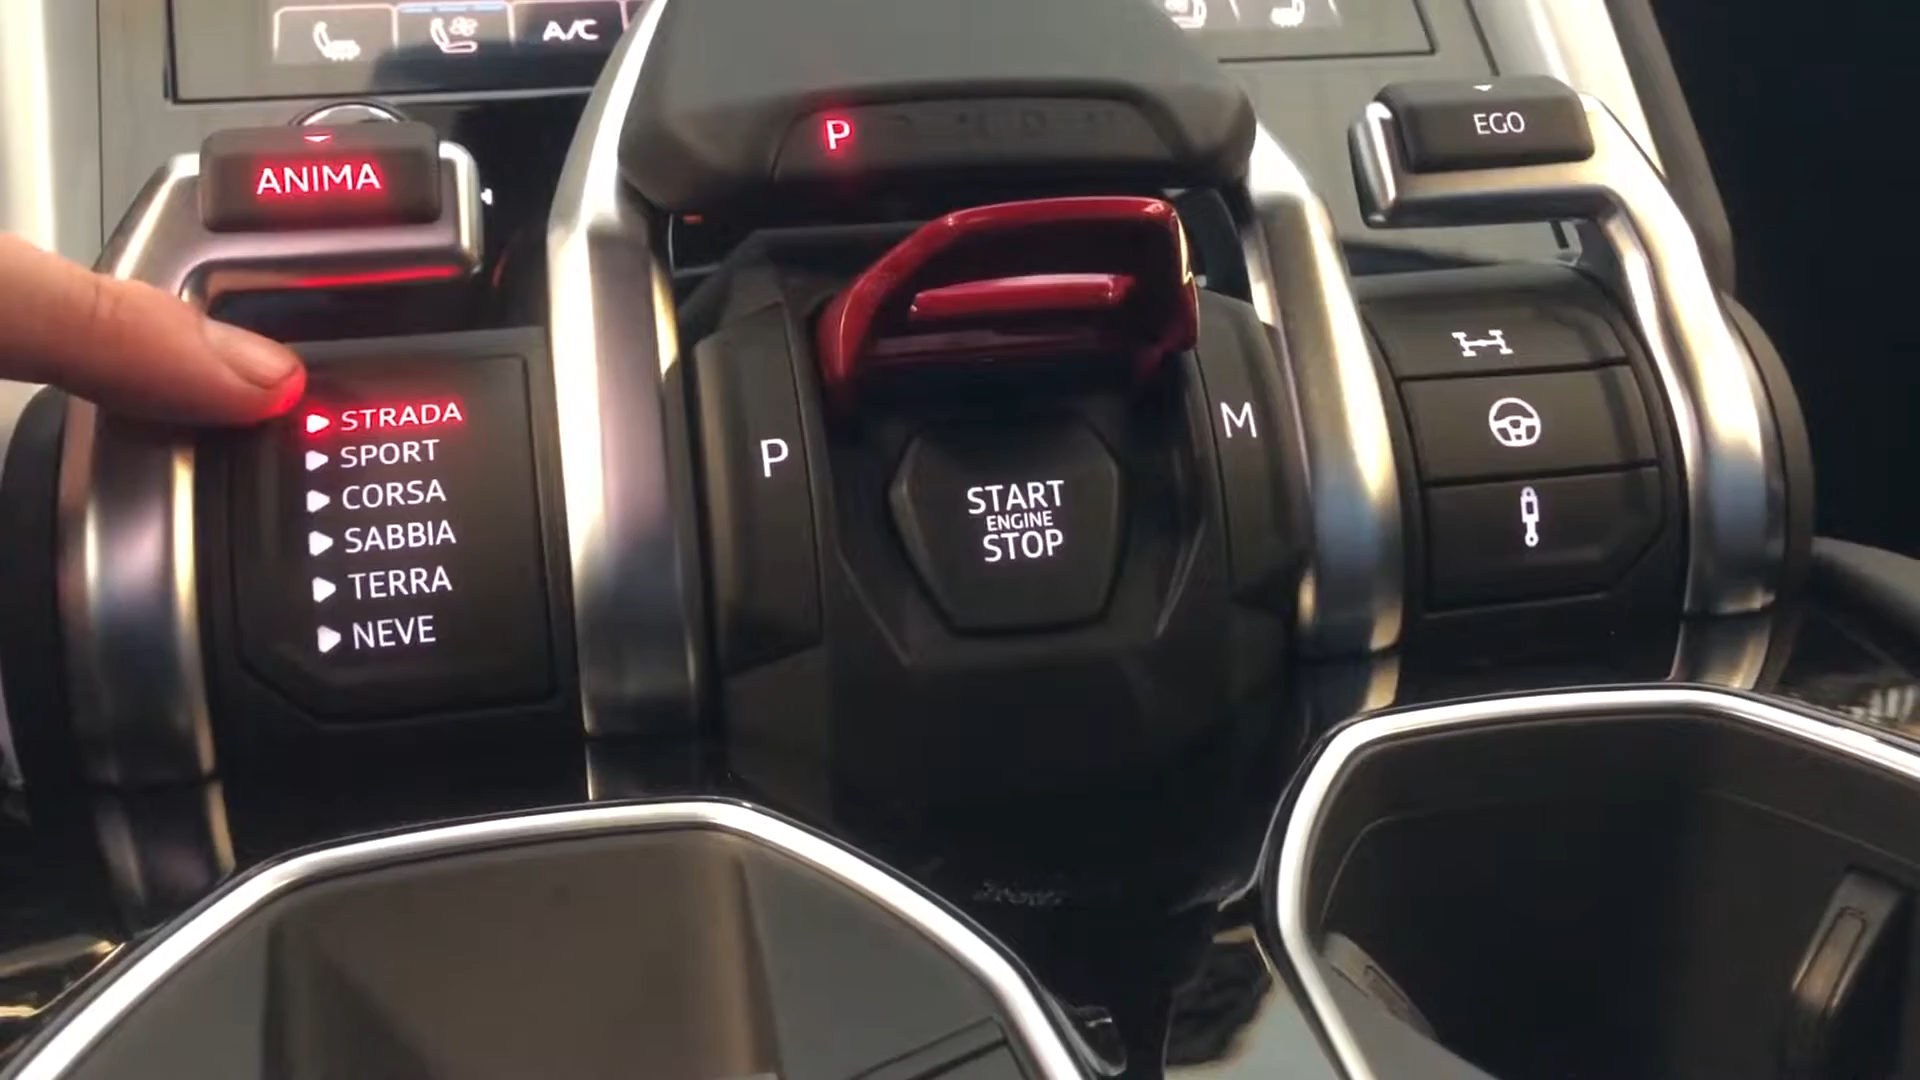 A/C
P
EGO
ANIMA
STRADA
SPORT
CORSA
SABBIA
TERRA
NEVE
P
START
ENGINE
STOP
M